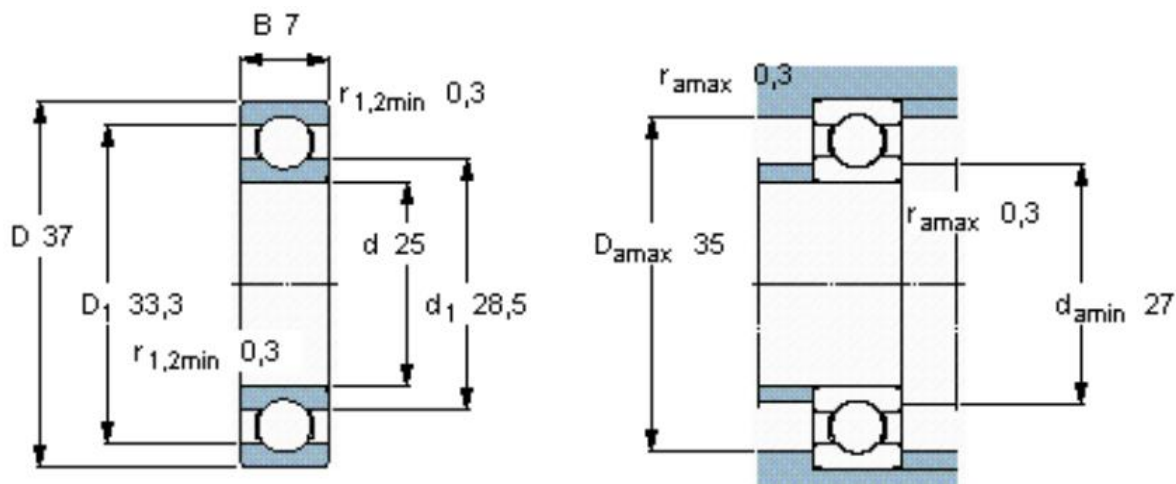 B 7
r1,2min 0,3
D 37
D1 33,3
d 25
d1 28,5
r1,2min 0,3
ramax 0,3
ramax 0,3
Damax 35
damin 27